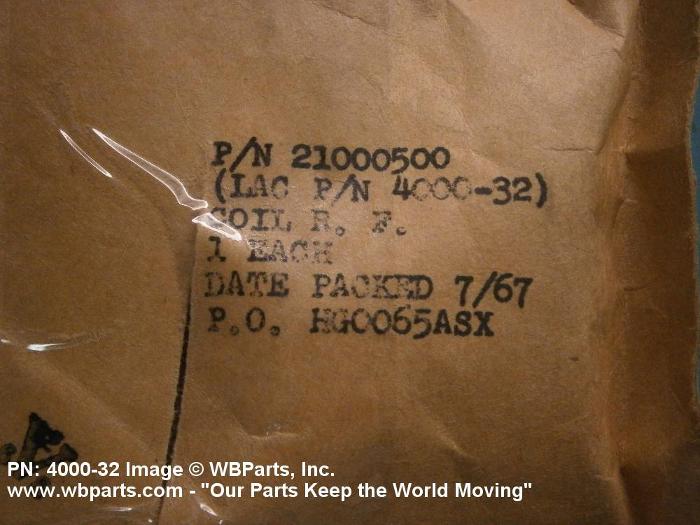 P/N 21000500
(LAC P/N 4000-32)
COIL R. F.
1 EACH
DATE PACKED 7/67
P.O. HG0065ASX
PN: 4000-32 Image © WBParts, Inc.
www.wbparts.com - "Our Parts Keep the World Moving"